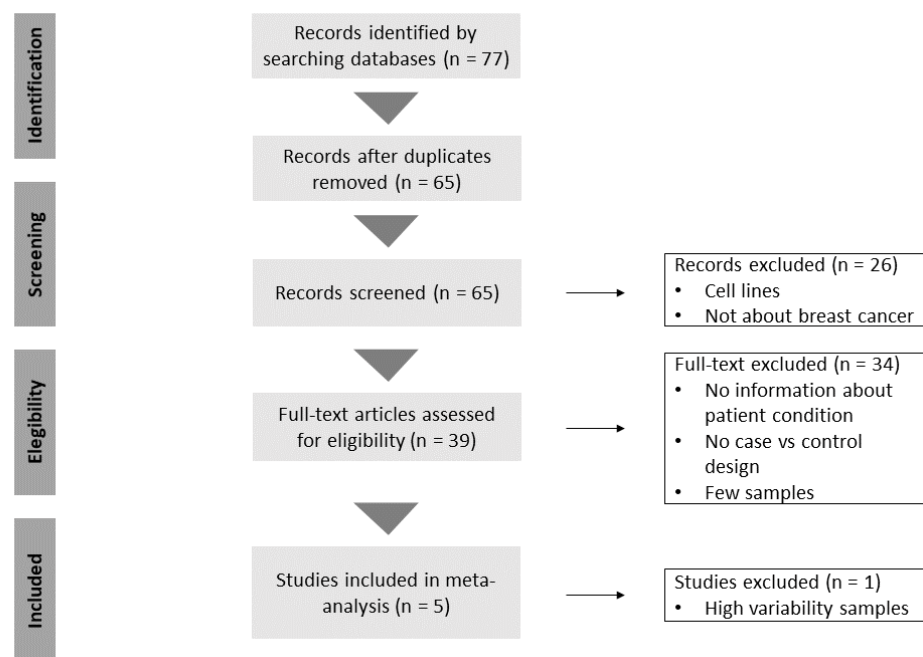 Identification
Records identified by
searching databases (n = 77)
Records after duplicates
removed (n = 65)
Screening
Records screened (n = 65)
Records excluded (n = 26)
• Cell lines
• Not about breast cancer
Elegibility
Full-text articles assessed
for eligibility (n = 39)
Full-text excluded (n = 34)
• No information about
patient condition
• No case vs control
design
• Few samples
Included
Studies included in meta-
analysis (n = 5)
Studies excluded (n = 1)
• High variability samples